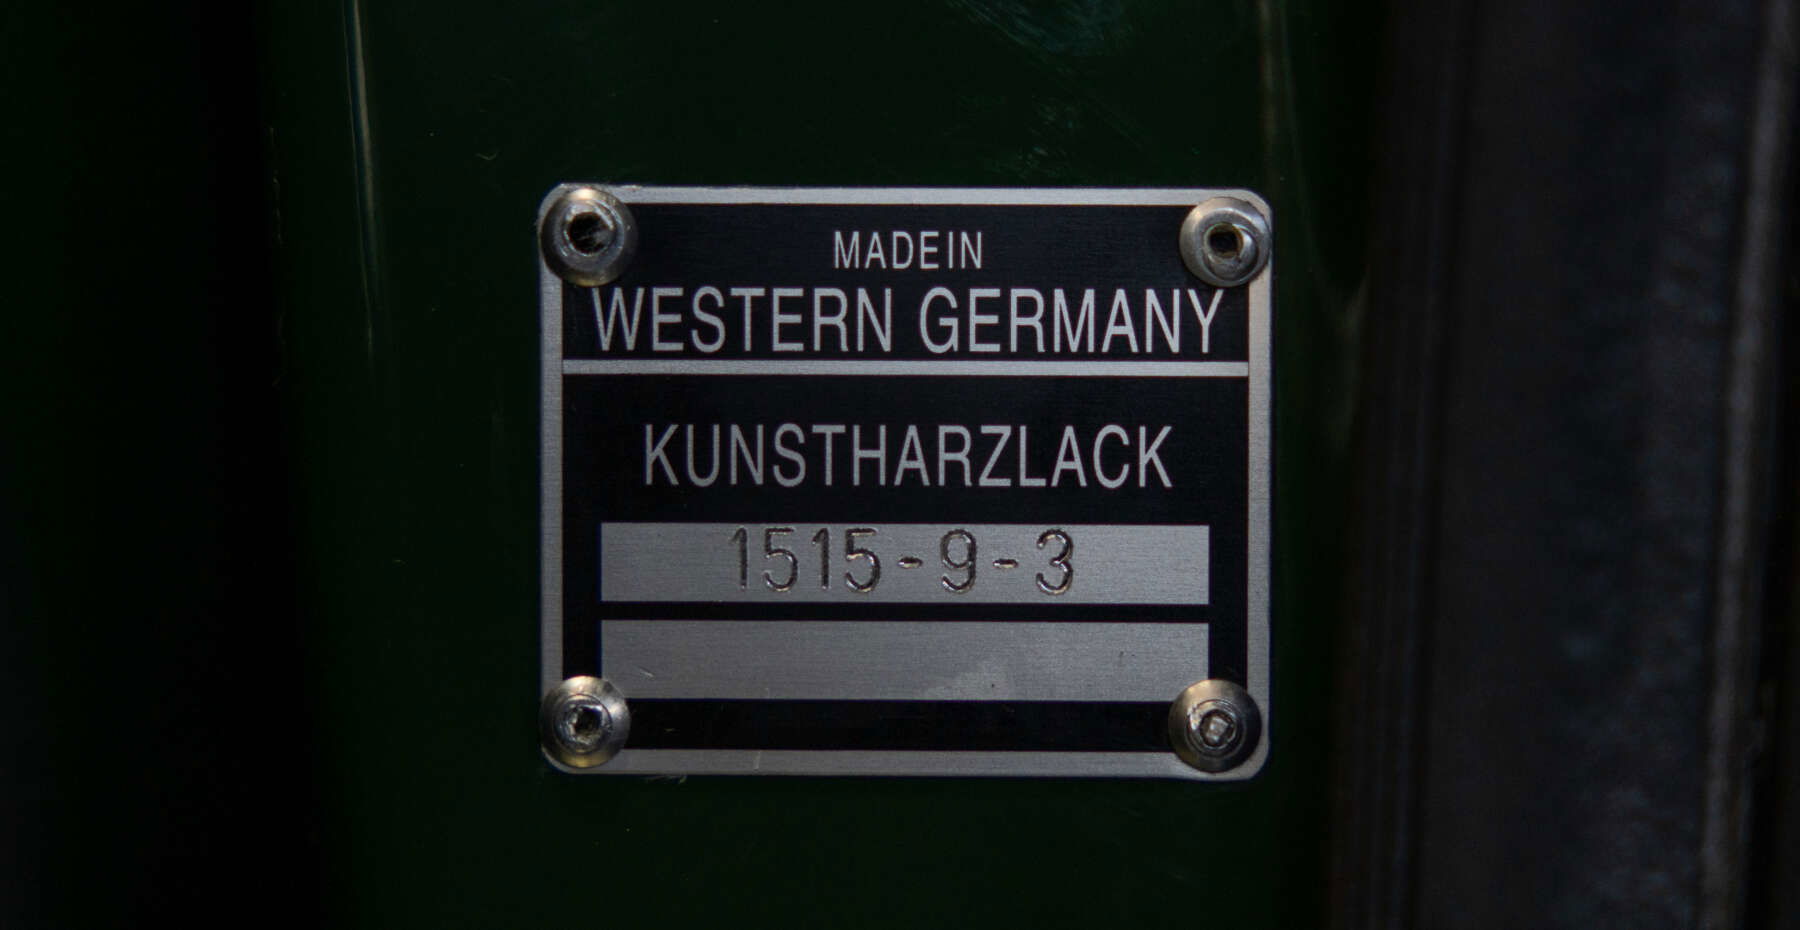 MADE IN
WESTERN GERMANY
KUNSTHARZLACK
1515-9-3